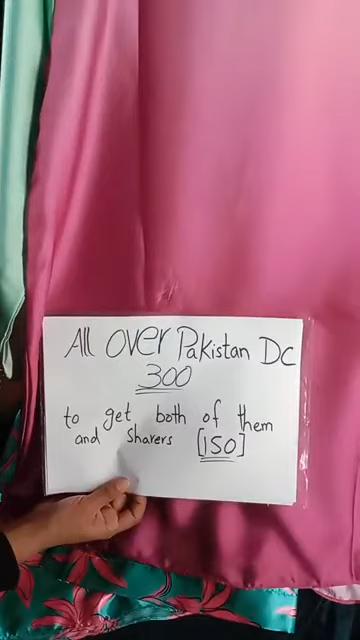 All over Pakistan DC
300
to get both of them
and Sharers [150]